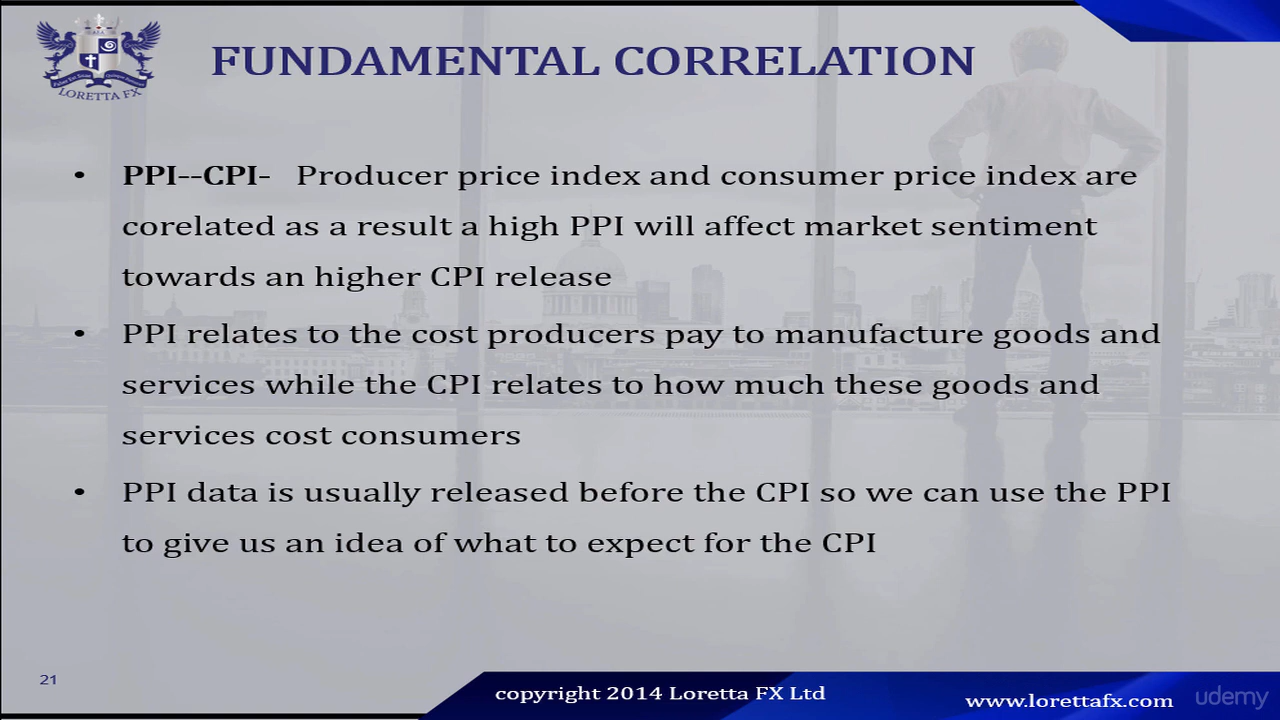 FUNDAMENTAL CORRELATION
LORETTA FX
• PPI--CPI- Producer price index and consumer price index are
corelated as a result a high PPI will affect market sentiment
towards an higher CPI release
• PPI relates to the cost producers pay to manufacture goods and
services while the CPI relates to how much these goods and
services cost consumers
• PPI data is usually released before the CPI so we can use the PPI
to give us an idea of what to expect for the CPI
21
copyright 2014 Loretta FX Ltd
www.lorettafx.com
udemy